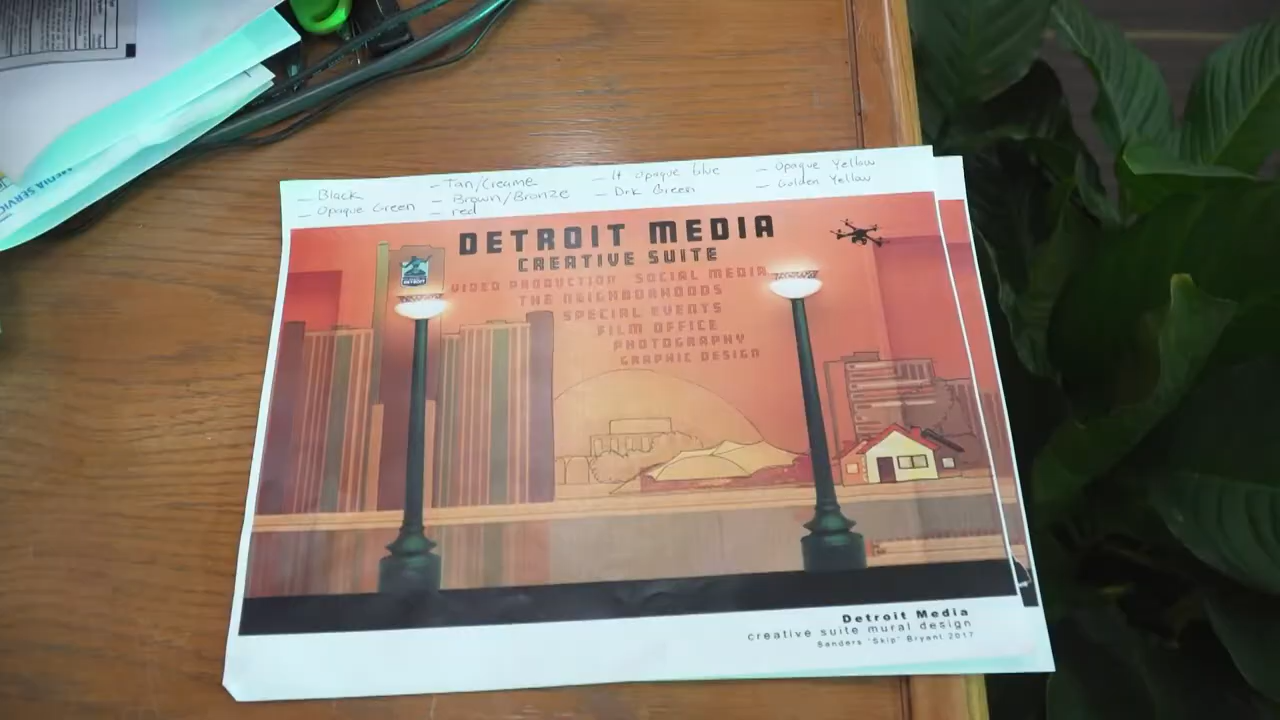 - Black
- Opaque Green
- Tan/Creame
- Brown/Bronze
- red
- lt opaque blue
- Drk Green
- Opaque Yellow
- Golden Yellow
DETROIT MEDIA
CREATIVE SUITE
VIDEO PRODUCTION SOCIAL MEDIA
THE NEIGHBORHOODS
SPECIAL EVENTS
FILM OFFICE
PHOTOGRAPHY
GRAPHIC DESIGN
DETROIT
Detroit Media
creative suite mural design
Sanders "Skip" Bryant 2017